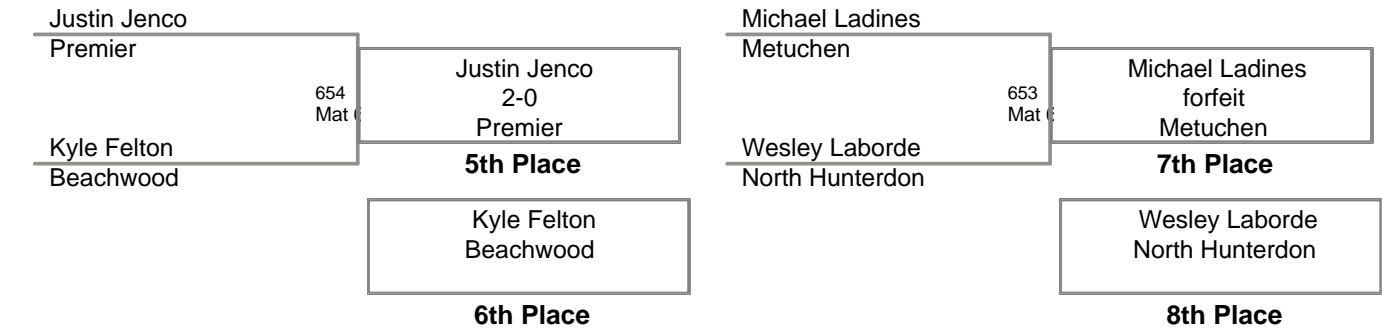 Justin Jenco
Premier
654
Mat 6
Kyle Felton
Beachwood
Justin Jenco
2-0
Premier
5th Place
Kyle Felton
Beachwood
6th Place
Michael Ladines
Metuchen
653
Mat 6
Wesley Laborde
North Hunterdon
Michael Ladines
forfeit
Metuchen
7th Place
Wesley Laborde
North Hunterdon
8th Place